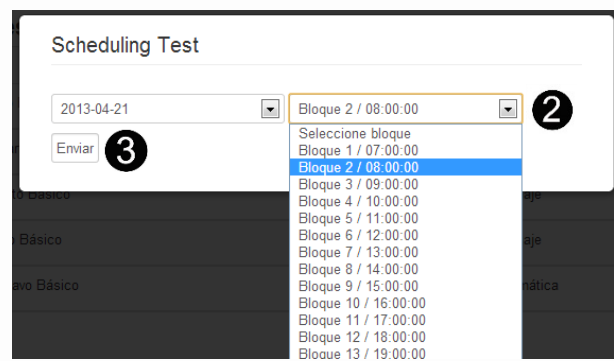 Scheduling Test
2013-04-21
Bloque 2 / 08:00:00
2
Enviar
3
Seleccione bloque
Bloque 1 / 07:00:00
Bloque 2 / 08:00:00
Bloque 3 / 09:00:00
Bloque 4 / 10:00:00
Bloque 5 / 11:00:00
Bloque 6 / 12:00:00
Bloque 7 / 13:00:00
Bloque 8 / 14:00:00
Bloque 9 / 15:00:00
Bloque 10 / 16:00:00
Bloque 11 / 17:00:00
Bloque 12 / 18:00:00
Bloque 13 / 19:00:00
to Básico
aje
o Básico
aje
avo Básico
mática